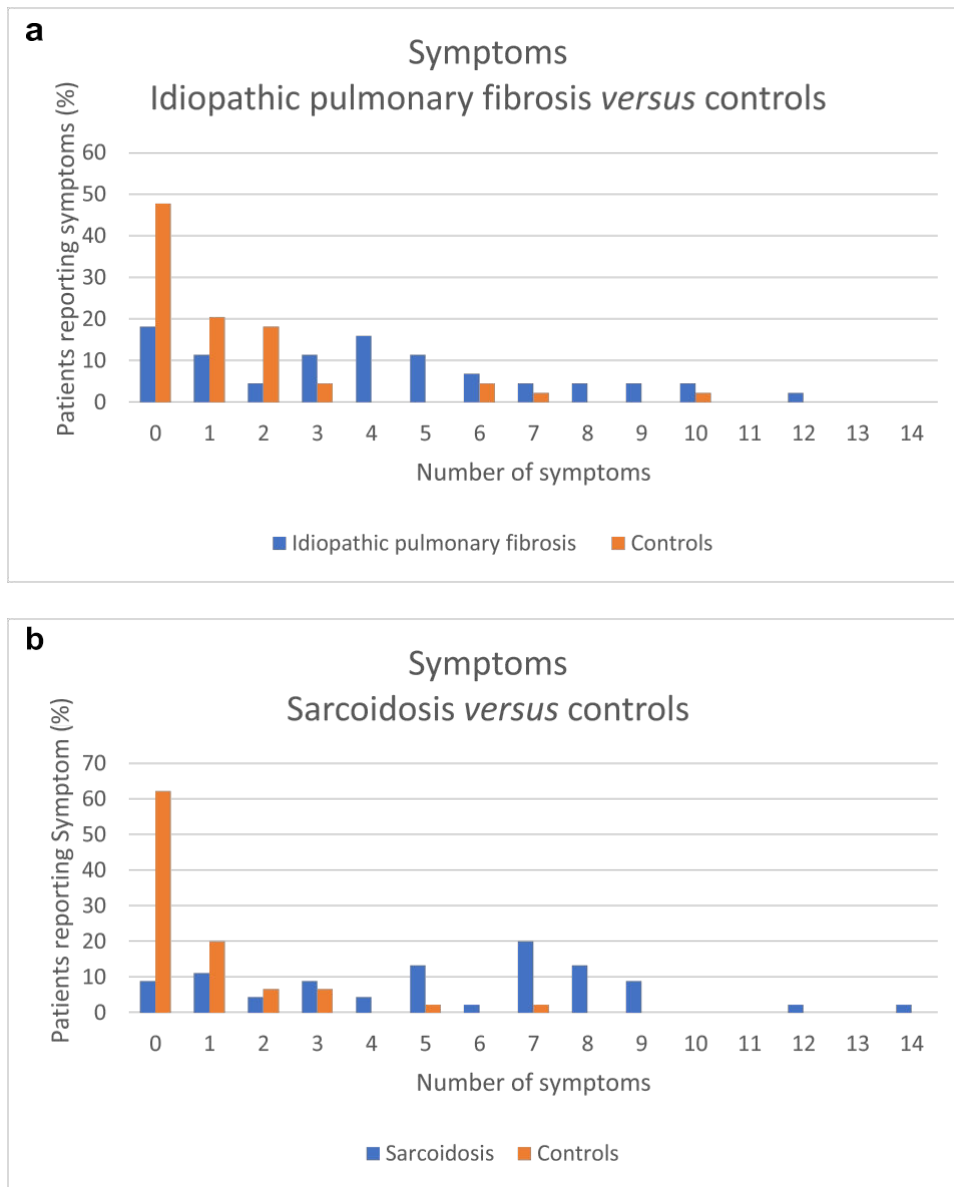 a
Symptoms
Idiopathic pulmonary fibrosis versus controls
Patients reporting symptoms (%)
60
50
40
30
20
10
0
0 1 2 3 4 5 6 7 8 9 10 11 12 13 14
Number of symptoms
Idiopathic pulmonary fibrosis Controls
b
Symptoms
Sarcoidosis versus controls
Patients reporting Symptom (%)
70
60
50
40
30
20
10
0
0 1 2 3 4 5 6 7 8 9 10 11 12 13 14
Number of symptoms
Sarcoidosis Controls